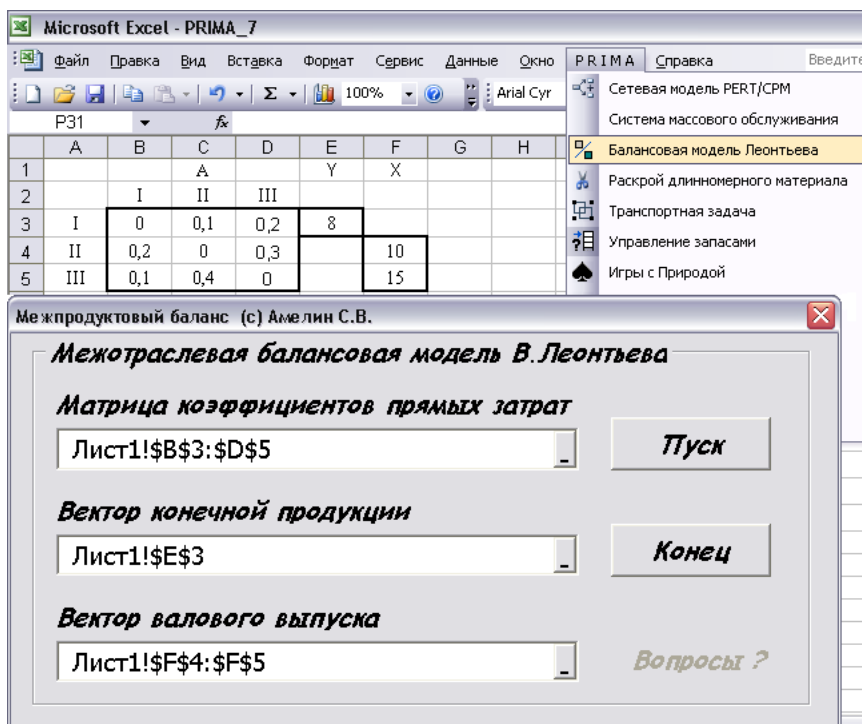 Microsoft Excel - PRIMA_7
Файл Правка Вид Вставка Формат Сервис Данные Окно PRIMA Справка Введите
100% Arial Cyr
P31 fx
A B C D E F G H
1 A Y X
2 I II III
3 I 0 0,1 0,2 8
4 II 0,2 0 0,3 10
5 III 0,1 0,4 0 15
Сетевая модель PERT/CPM
Система массового обслуживания
Балансовая модель Леонтьева
Раскрой длинномерного материала
Транспортная задача
Управление запасами
Игры с Природой
Межпродуктовый баланс (c) Амелин С.В.
Межотраслевая балансовая модель В.Леонтьева
Матрица коэффициентов прямых затрат
Лист1!$B$3:$D$5 _
Пуск
Вектор конечной продукции
Лист1!$E$3 _
Конец
Вектор валового выпуска
Лист1!$F$4:$F$5 _
Вопросы ?